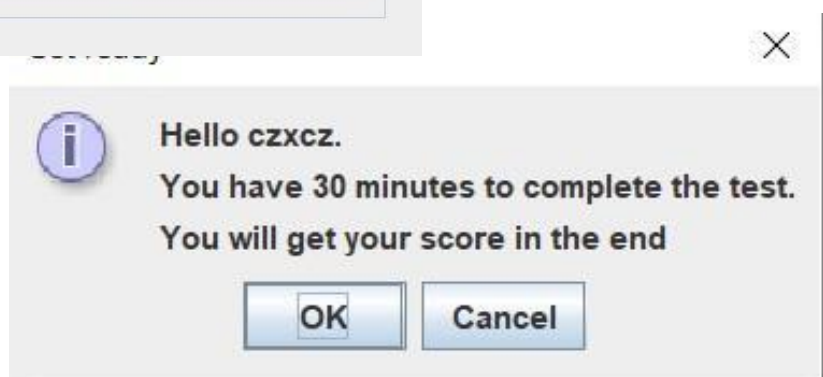 Hello czxcz.
You have 30 minutes to complete the test.
You will get your score in the end
OK Cancel